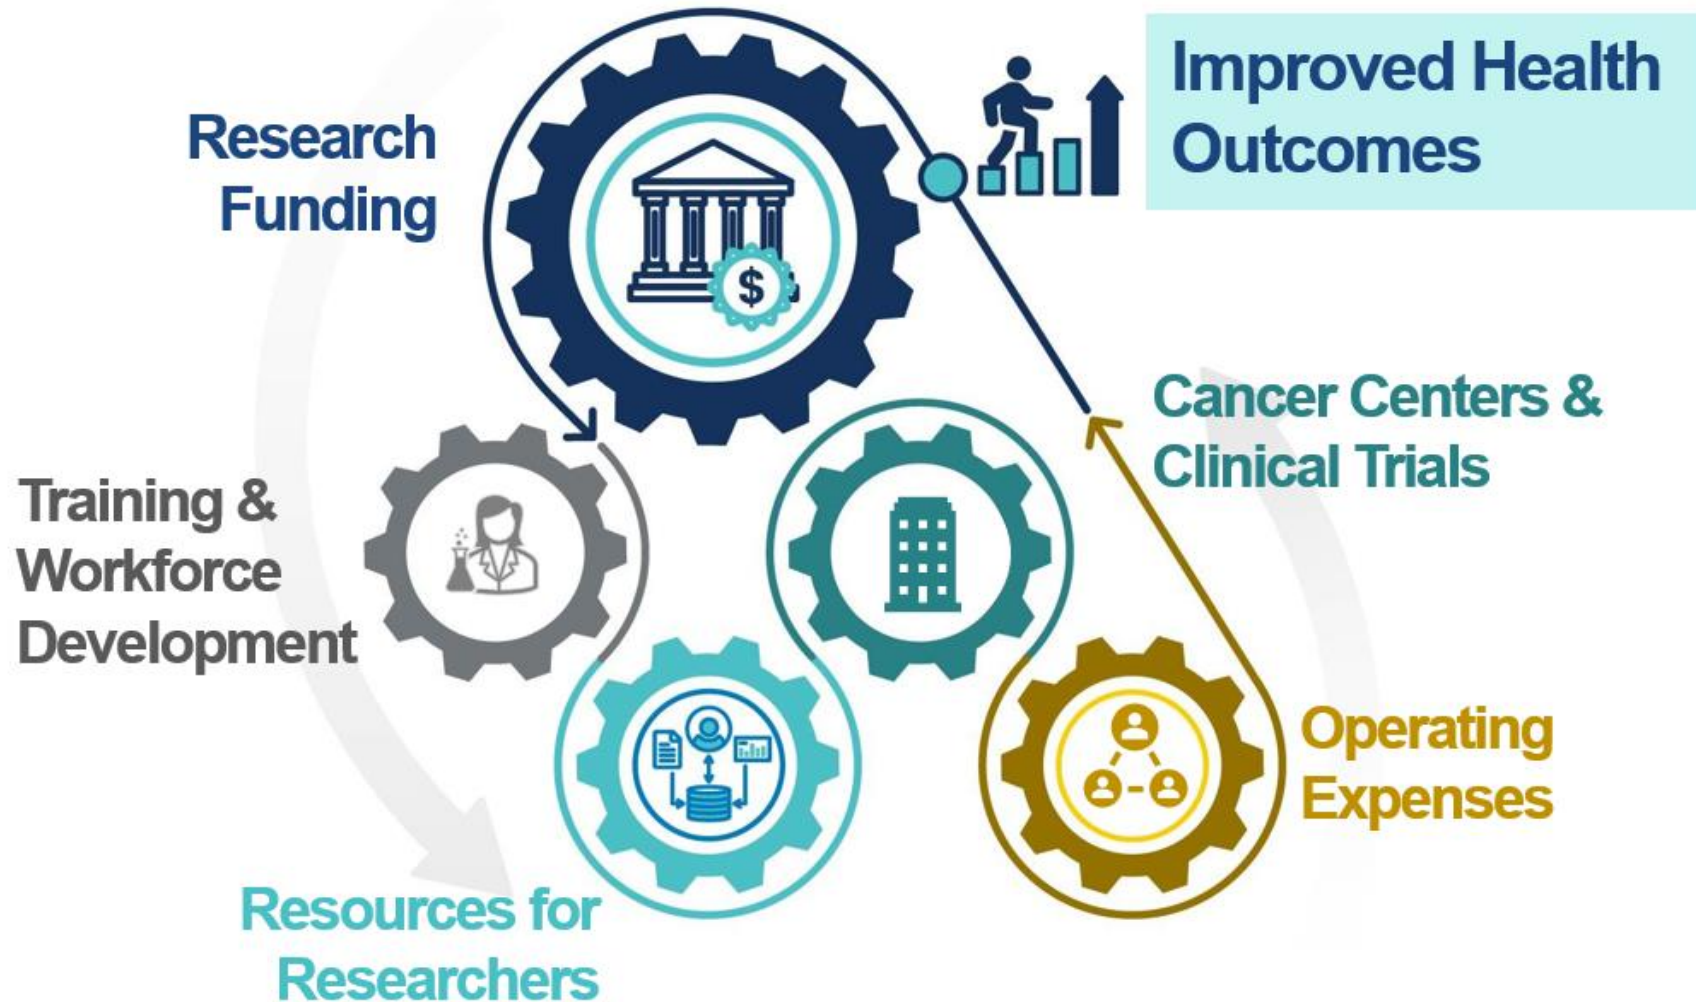 Improved Health
Outcomes
Research
Funding
$
Cancer Centers &
Clinical Trials
Training &
Workforce
Development
Operating
Expenses
Resources for
Researchers